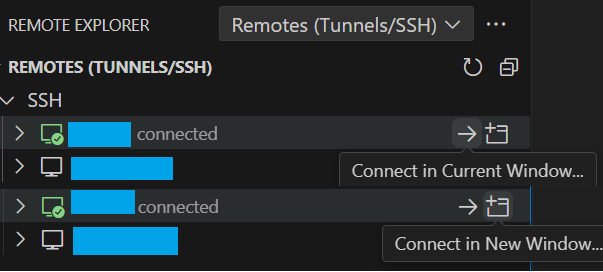 REMOTE EXPLORER Remotes (Tunnels/SSH) ...
REMOTES (TUNNELS/SSH)
SSH
connected
Connect in Current Window...
connected
Connect in New Window...